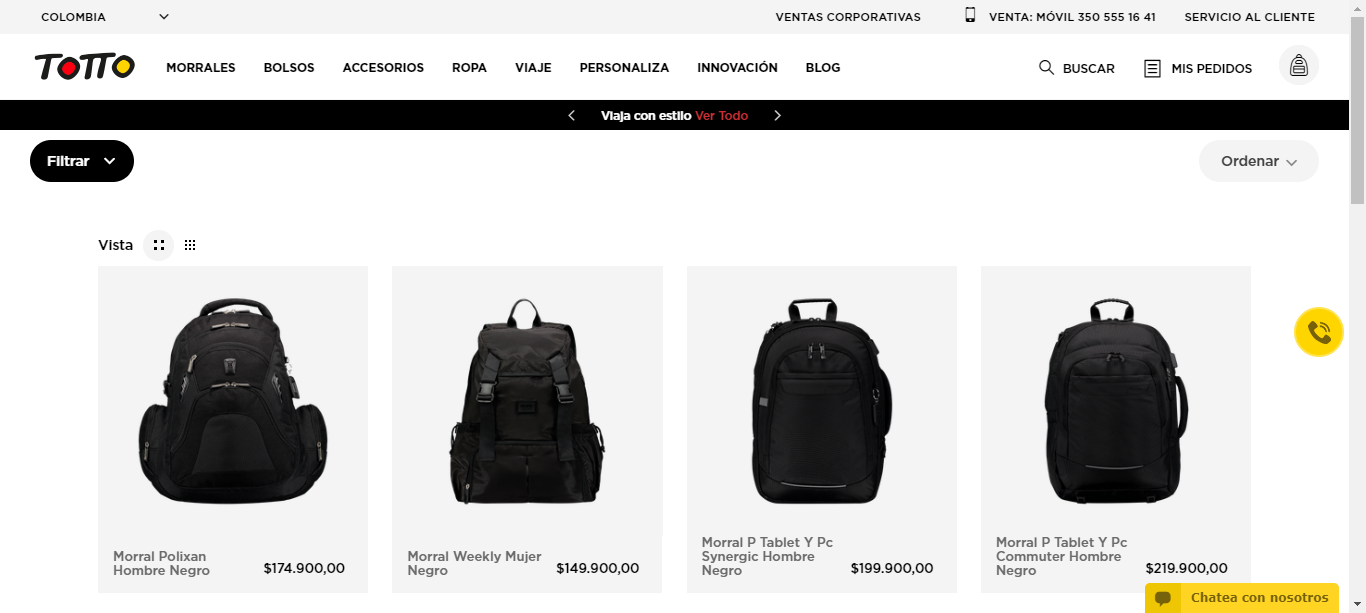 COLOMBIA
VENTAS CORPORATIVAS
VENTA: MÓVIL 350 555 16 41
SERVICIO AL CLIENTE
TOTTO
MORRALES
BOLSOS
ACCESORIOS
ROPA
VIAJE
PERSONALIZA
INNOVACIÓN
BLOG
BUSCAR
MIS PEDIDOS
Viaja con estilo Ver Todo
Filtrar
Ordenar
Vista
Morral Polixan
Hombre Negro
$174.900,00
Morral Weekly Mujer
Negro
$149.900,00
Morral P Tablet Y Pc
Synergic Hombre
Negro
$199.900,00
Morral P Tablet Y Pc
Commuter Hombre
Negro
$219.900,00
Chatea con nosotros